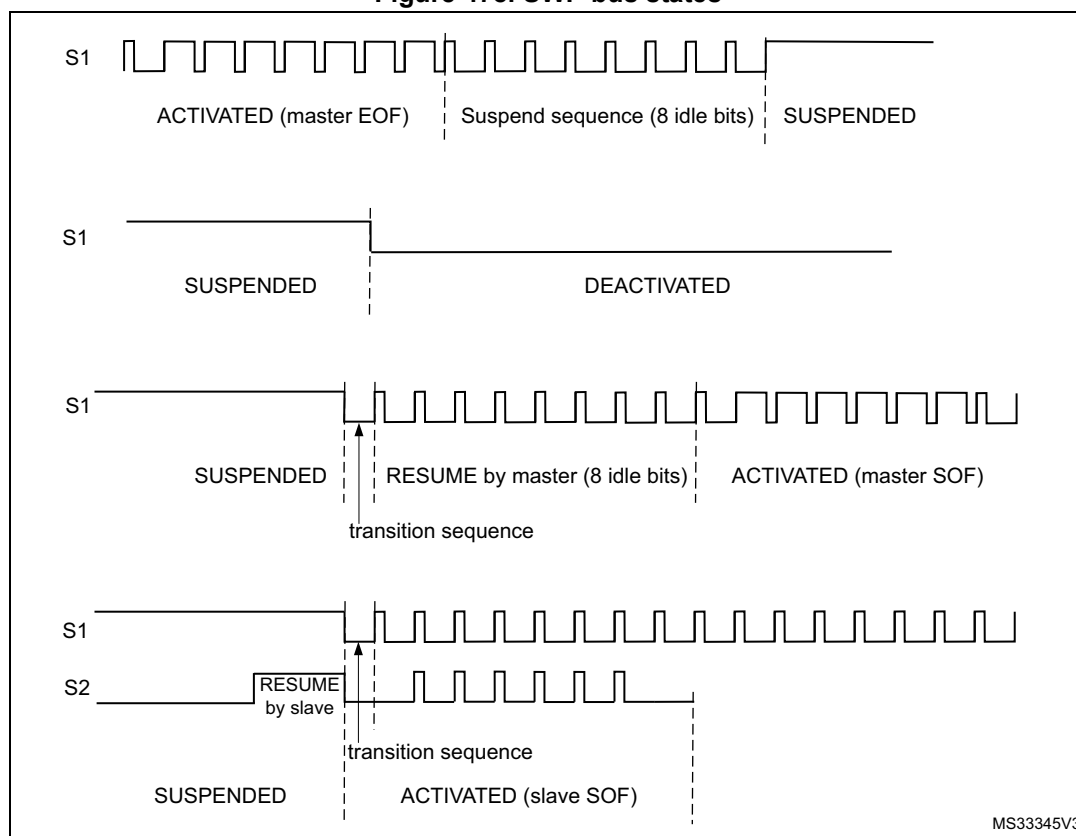 S1
ACTIVATED (master EOF) Suspend sequence (8 idle bits) SUSPENDED
S1
SUSPENDED DEACTIVATED
S1
SUSPENDED RESUME by master (8 idle bits) ACTIVATED (master SOF)
transition sequence
S1
S2 RESUME
by slave
transition sequence
SUSPENDED ACTIVATED (slave SOF)
MS33345V3